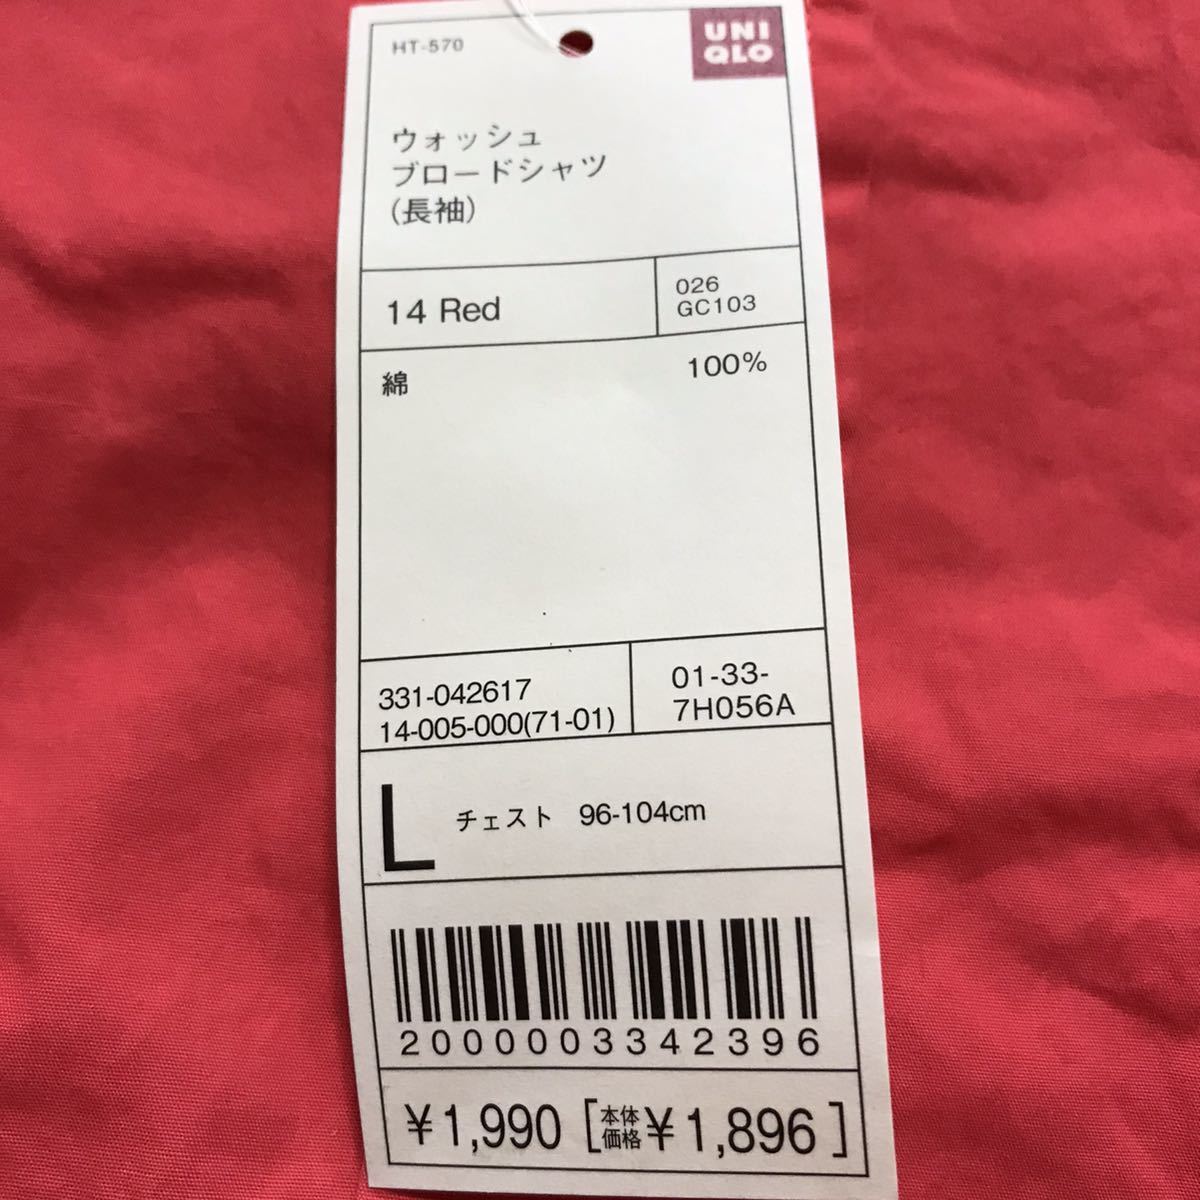 HT-570
UNI
QLO
ウォッシュ
ブロードシャツ
(長袖)
14 Red
026
GC103
綿 100%
331-042617
14-005-000(71-01)
01-33-
7H056A
L チェスト 96-104cm
2000003342396
¥1,990 [本体価格¥1,896]